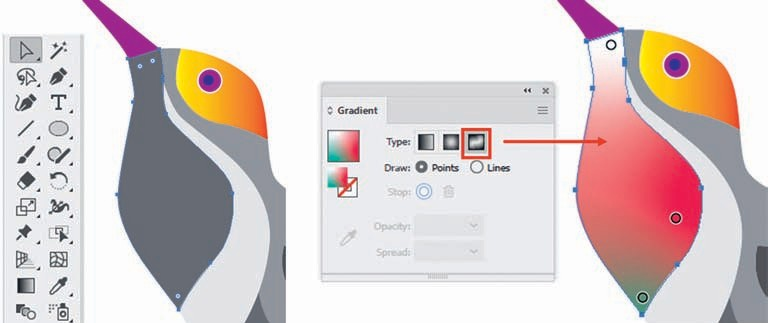 Gradient
Type:
Draw: Points Lines
Stop:
Opacity:
Spread:
T